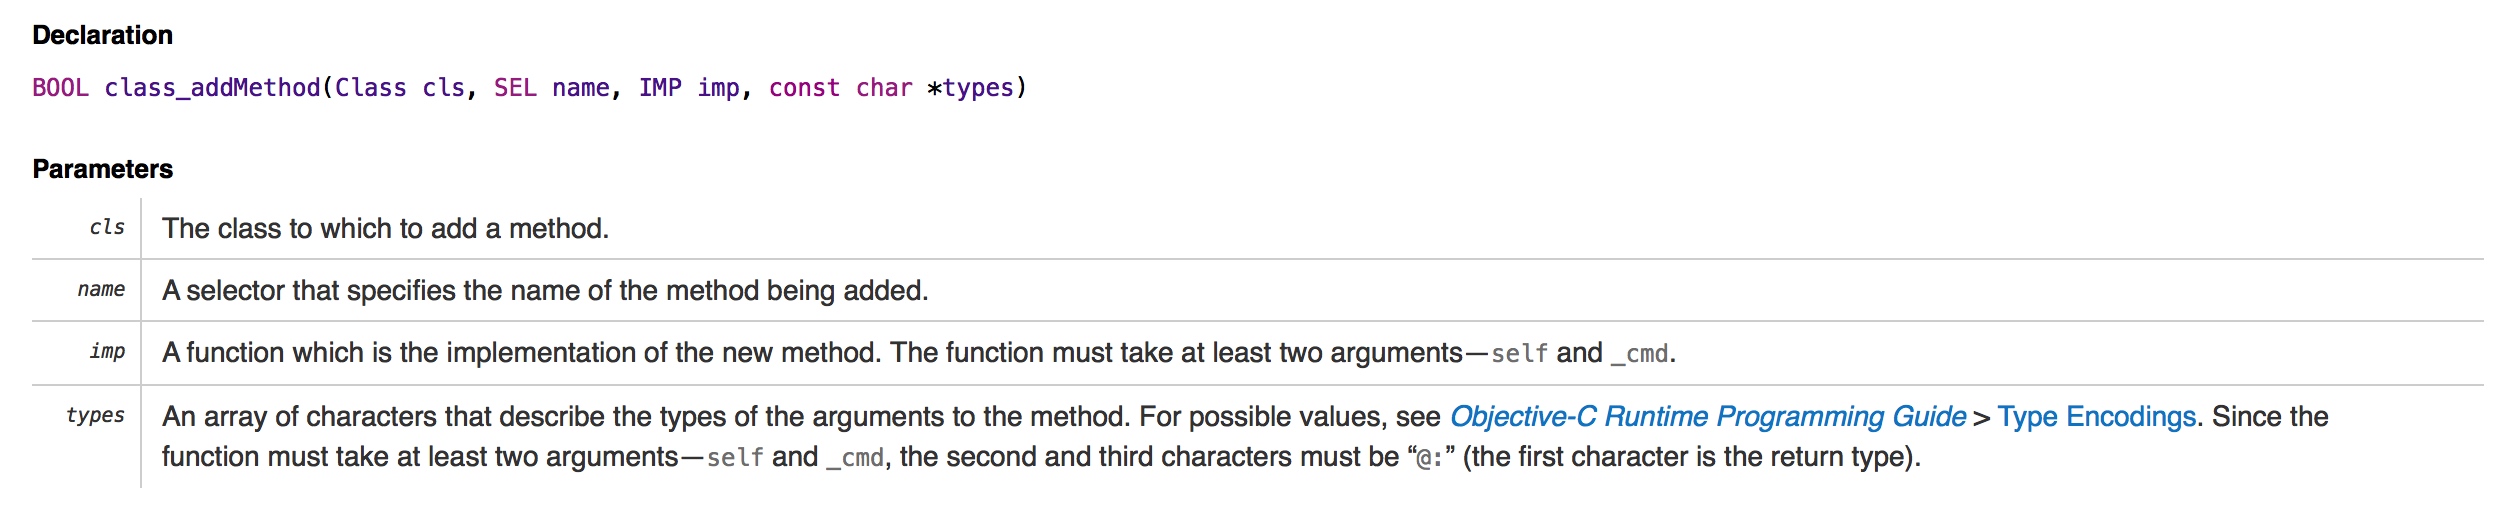 Declaration
BOOL class_addMethod(Class cls, SEL name, IMP imp, const char *types)
Parameters
cls The class to which to add a method.
name A selector that specifies the name of the method being added.
imp A function which is the implementation of the new method. The function must take at least two arguments—self and _cmd.
types An array of characters that describe the types of the arguments to the method. For possible values, see Objective-C Runtime Programming Guide > Type Encodings. Since the
function must take at least two arguments—self and _cmd, the second and third characters must be “@:” (the first character is the return type).